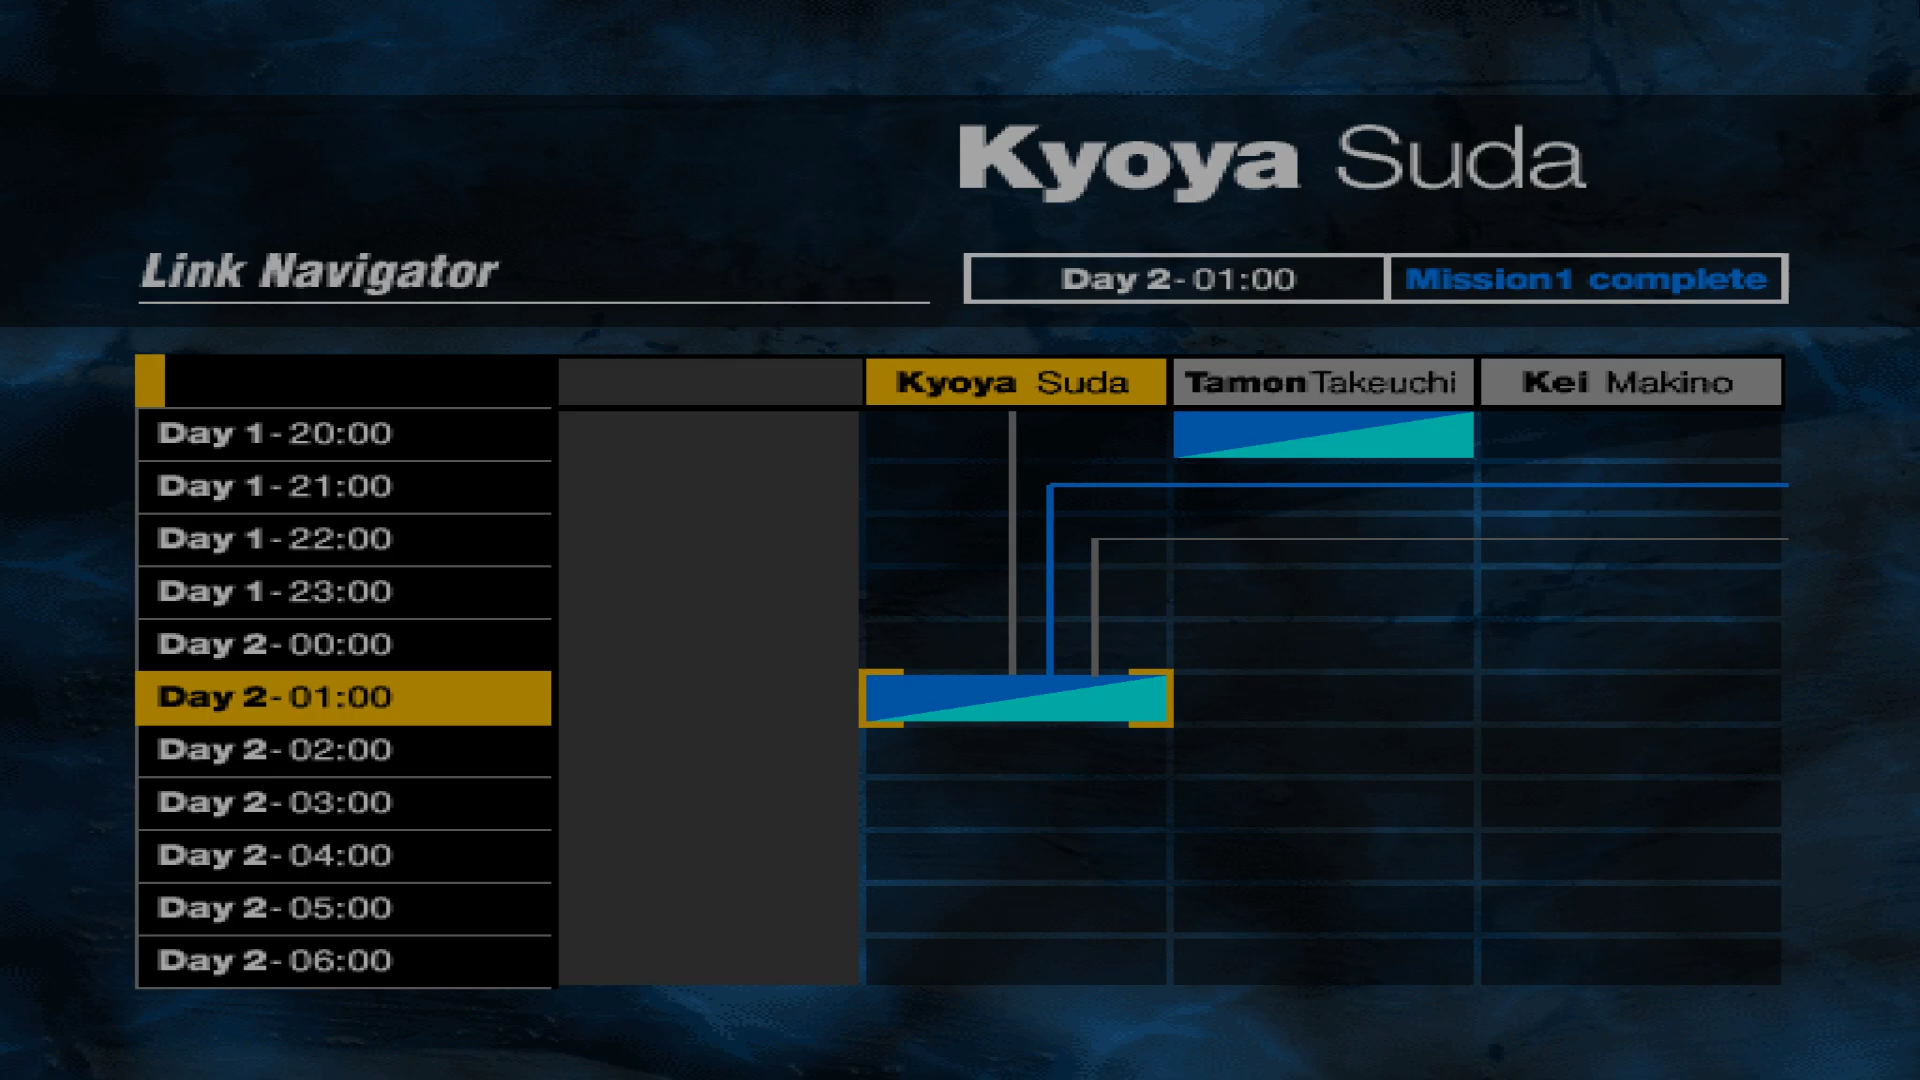 Kyoya Suda
Link Navigator
Day 2-01:00
Mission1 complete
Kyoya Suda
Tamon Takeuchi
Kei Makino
Day 1-20:00
Day 1-21:00
Day 1-22:00
Day 1-23:00
Day 2-00:00
Day 2-01:00
Day 2-02:00
Day 2-03:00
Day 2-04:00
Day 2-05:00
Day 2-06:00